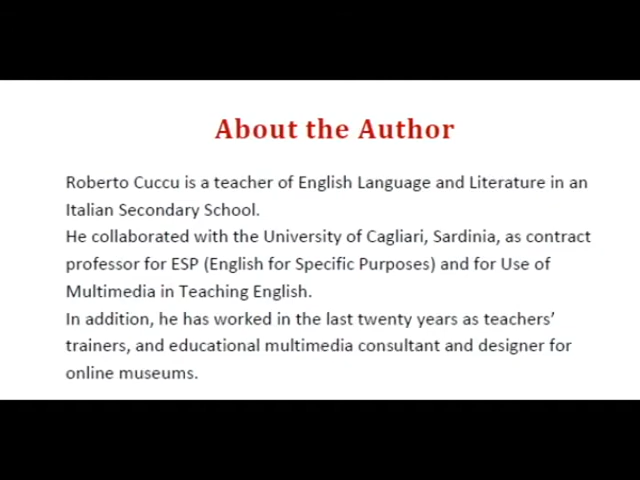 About the Author
Roberto Cuccu is a teacher of English Language and Literature in an
Italian Secondary School.
He collaborated with the University of Cagliari, Sardinia, as contract
professor for ESP (English for Specific Purposes) and for Use of
Multimedia in Teaching English.
In addition, he has worked in the last twenty years as teachers’
trainers, and educational multimedia consultant and designer for
online museums.